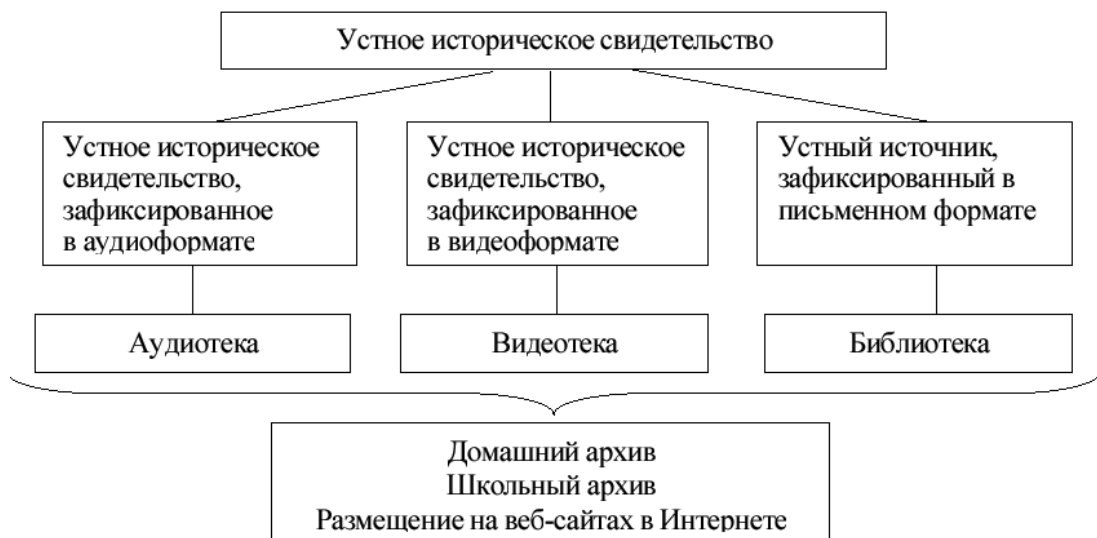 Устное историческое свидетельство
Устное историческое
свидетельство,
зафиксированное
в аудиоформате
Устное историческое
свидетельство,
зафиксированное
в видеоформате
Устный источник,
зафиксированный в
письменном формате
Аудиотека
Видеотека
Библиотека
Домашний архив
Школьный архив
Размещение на веб-сайтах в Интернете